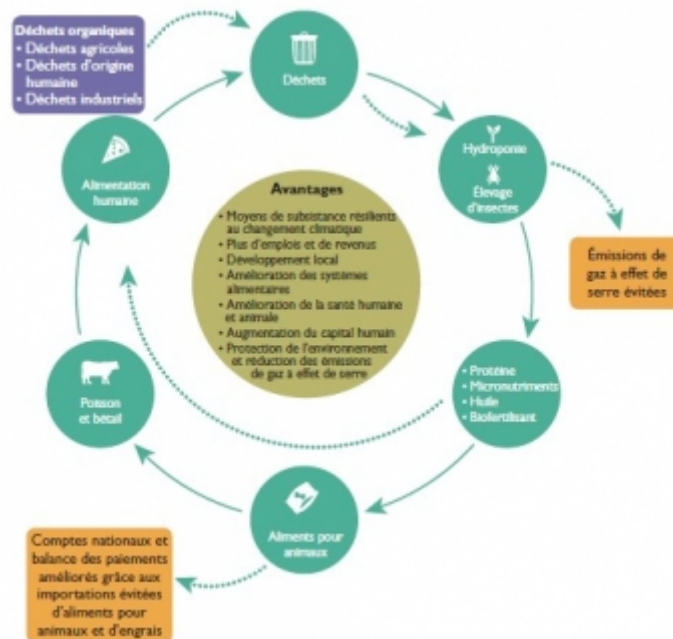 Déchets organiques
• Déchets agricoles
• Déchets d'origine
humaine
• Déchets industriels
Déchets
Hydroponie
Élevage
d'insectes
Émissions de
gaz à effet de
serre évitées
Alimentation
humaine
Avantages
• Moyens de subsistance résilients
au changement climatique
• Plus d'emplois et de revenus
• Développement local
• Amélioration des systèmes
alimentaires
• Amélioration de la santé humaine
et animale
• Augmentation du capital humain
• Protection de l'environnement
et réduction des émissions
de gaz à effet de serre
• Protéine
• Micronutriments
• Huile
• Biofertilisant
Poisson
et bétail
Aliments pour
animaux
Comptes nationaux et
balance des paiements
améliorés grâce aux
importations évitées
d'aliments pour
animaux et d'engrais